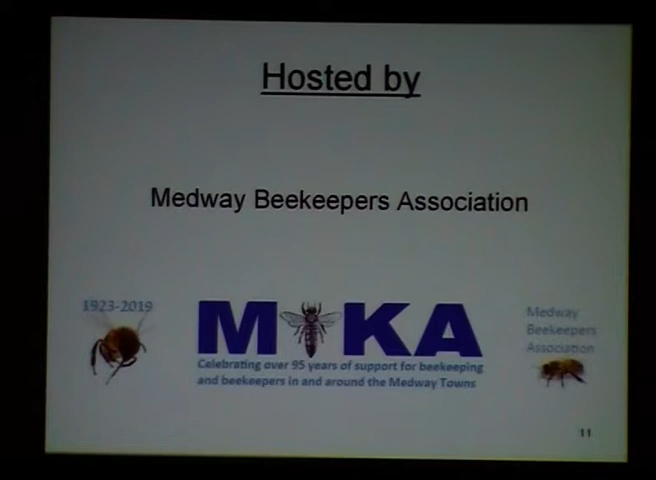 Hosted by
Medway Beekeepers Association
1923-2019
M KA
Celebrating over 95 years of support for beekeeping
and beekeepers in and around the Medway Towns
Medway
Beekeepers
Association
11